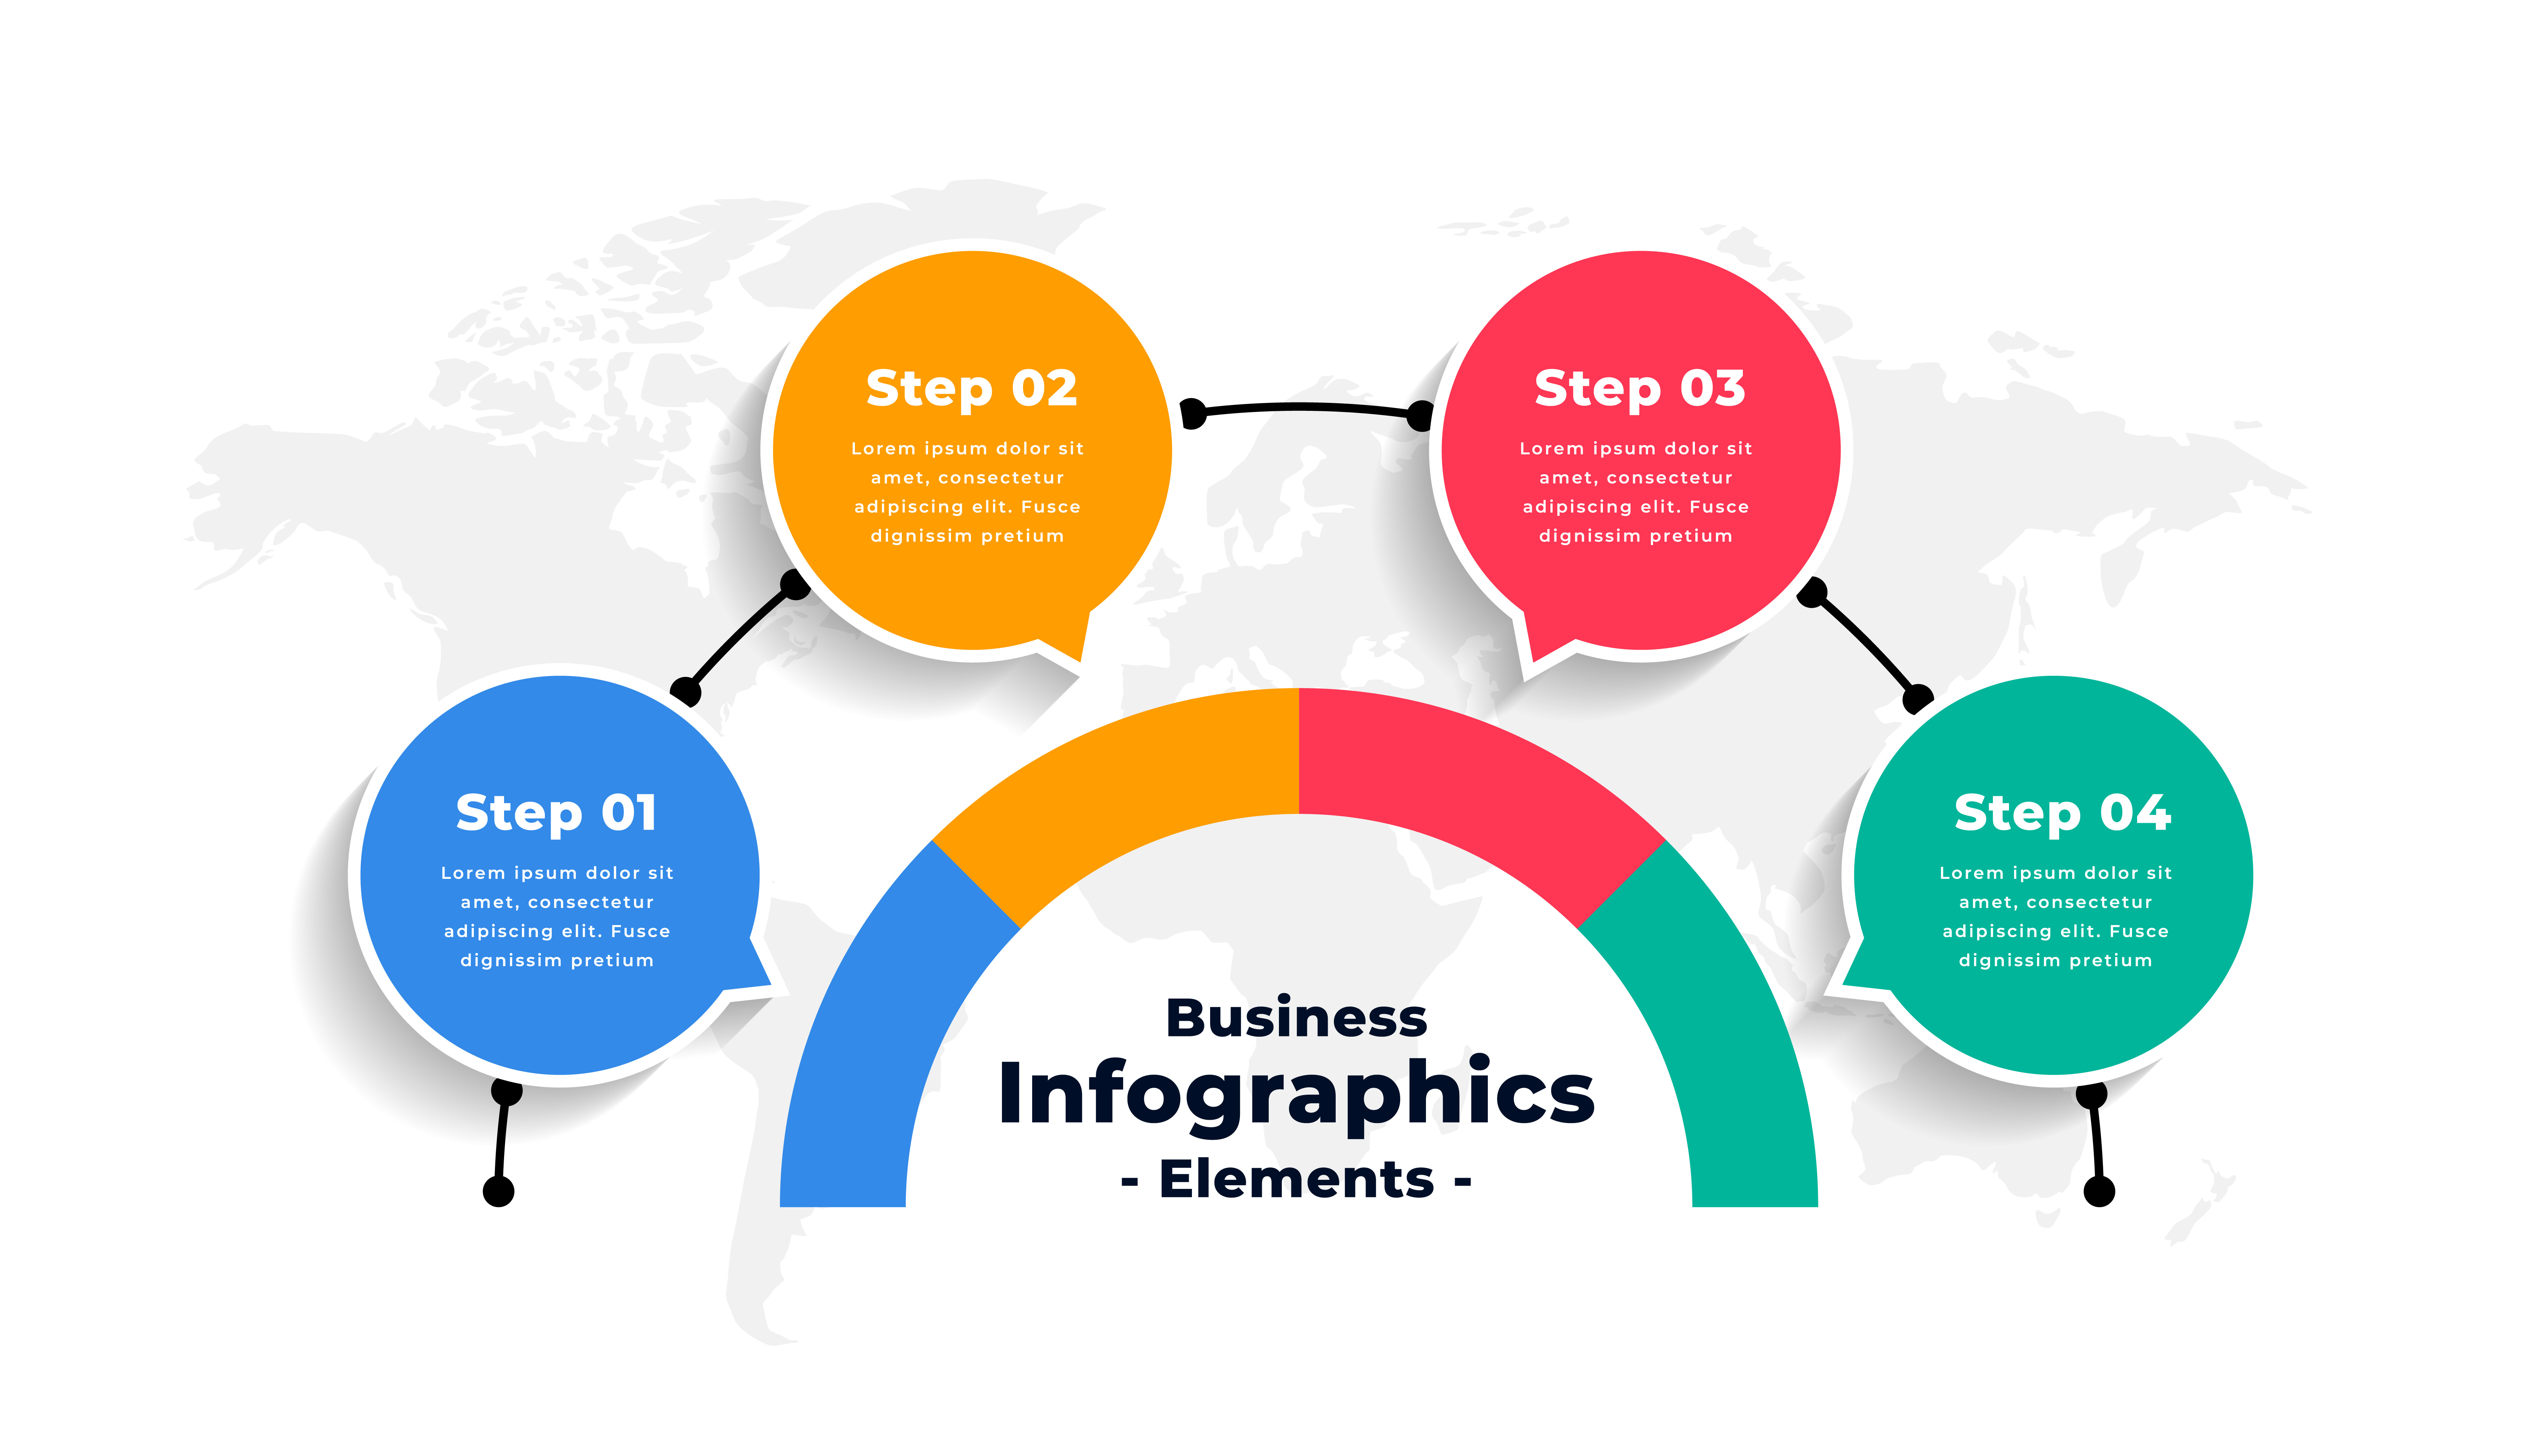 Step 01
Lorem ipsum dolor sit
amet, consectetur
adipiscing elit. Fusce
dignissim pretium
Step 02
Lorem ipsum dolor sit
amet, consectetur
adipiscing elit. Fusce
dignissim pretium
Step 03
Lorem ipsum dolor sit
amet, consectetur
adipiscing elit. Fusce
dignissim pretium
Step 04
Lorem ipsum dolor sit
amet, consectetur
adipiscing elit. Fusce
dignissim pretium
Business
Infographics
- Elements -